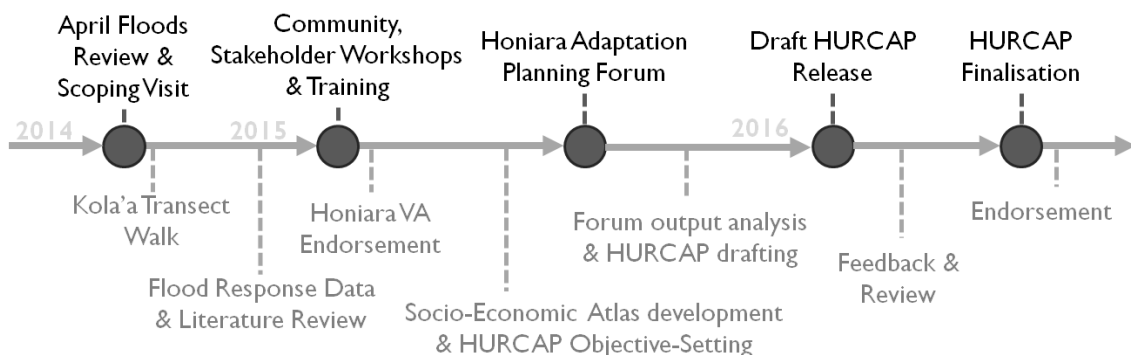 April Floods
Review &
Scoping Visit
Community,
Stakeholder Workshops
& Training
Honiara Adaptation
Planning Forum
Draft HURCAP
Release
HURCAP
Finalisation
2014
2015
2016
Kola'a Transect
Walk
Flood Response Data
& Literature Review
Honiara VA
Endorsement
Socio-Economic Atlas development
& HURCAP Objective-Setting
Forum output analysis
& HURCAP drafting
Feedback &
Review
Endorsement